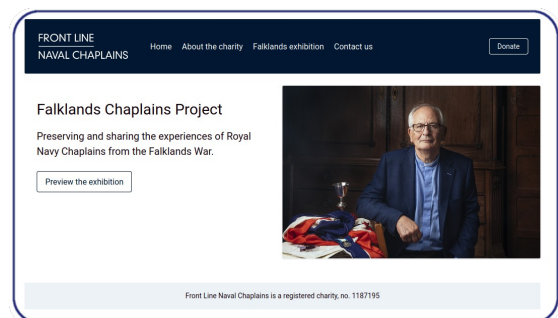 FRONT LINE
NAVAL CHAPLAINS
Home About the charity Falklands exhibition Contact us
Donate
Falklands Chaplains Project
Preserving and sharing the experiences of Royal
Navy Chaplains from the Falklands War.
Preview the exhibition
Front Line Naval Chaplains is a registered charity, no. 1187195